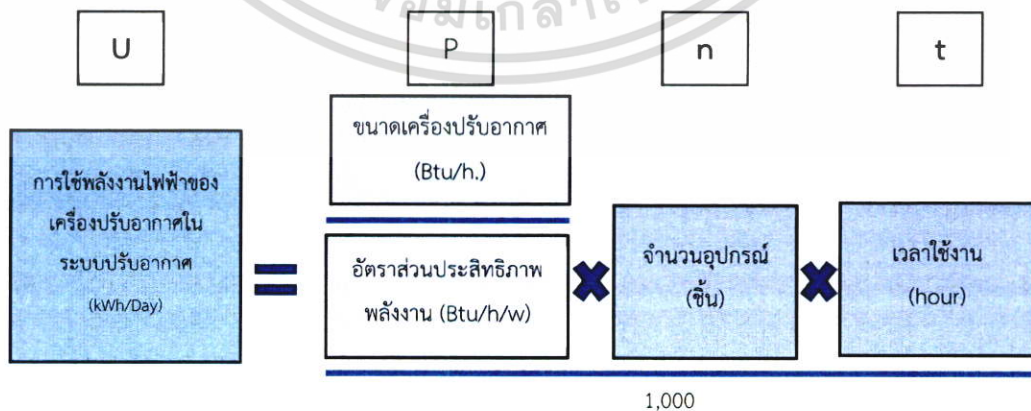 U
P
n
t
การใช้พลังงานไฟฟ้าของ
เครื่องปรับอากาศใน
ระบบปรับอากาศ
(kWh/Day)
=
ขนาดเครื่องปรับอากาศ
(Btu/h.)
อัตราส่วนประสิทธิภาพ
พลังงาน (Btu/h/w)
×
จำนวนอุปกรณ์
(ชิ้น)
×
เวลาใช้งาน
(hour)
1,000